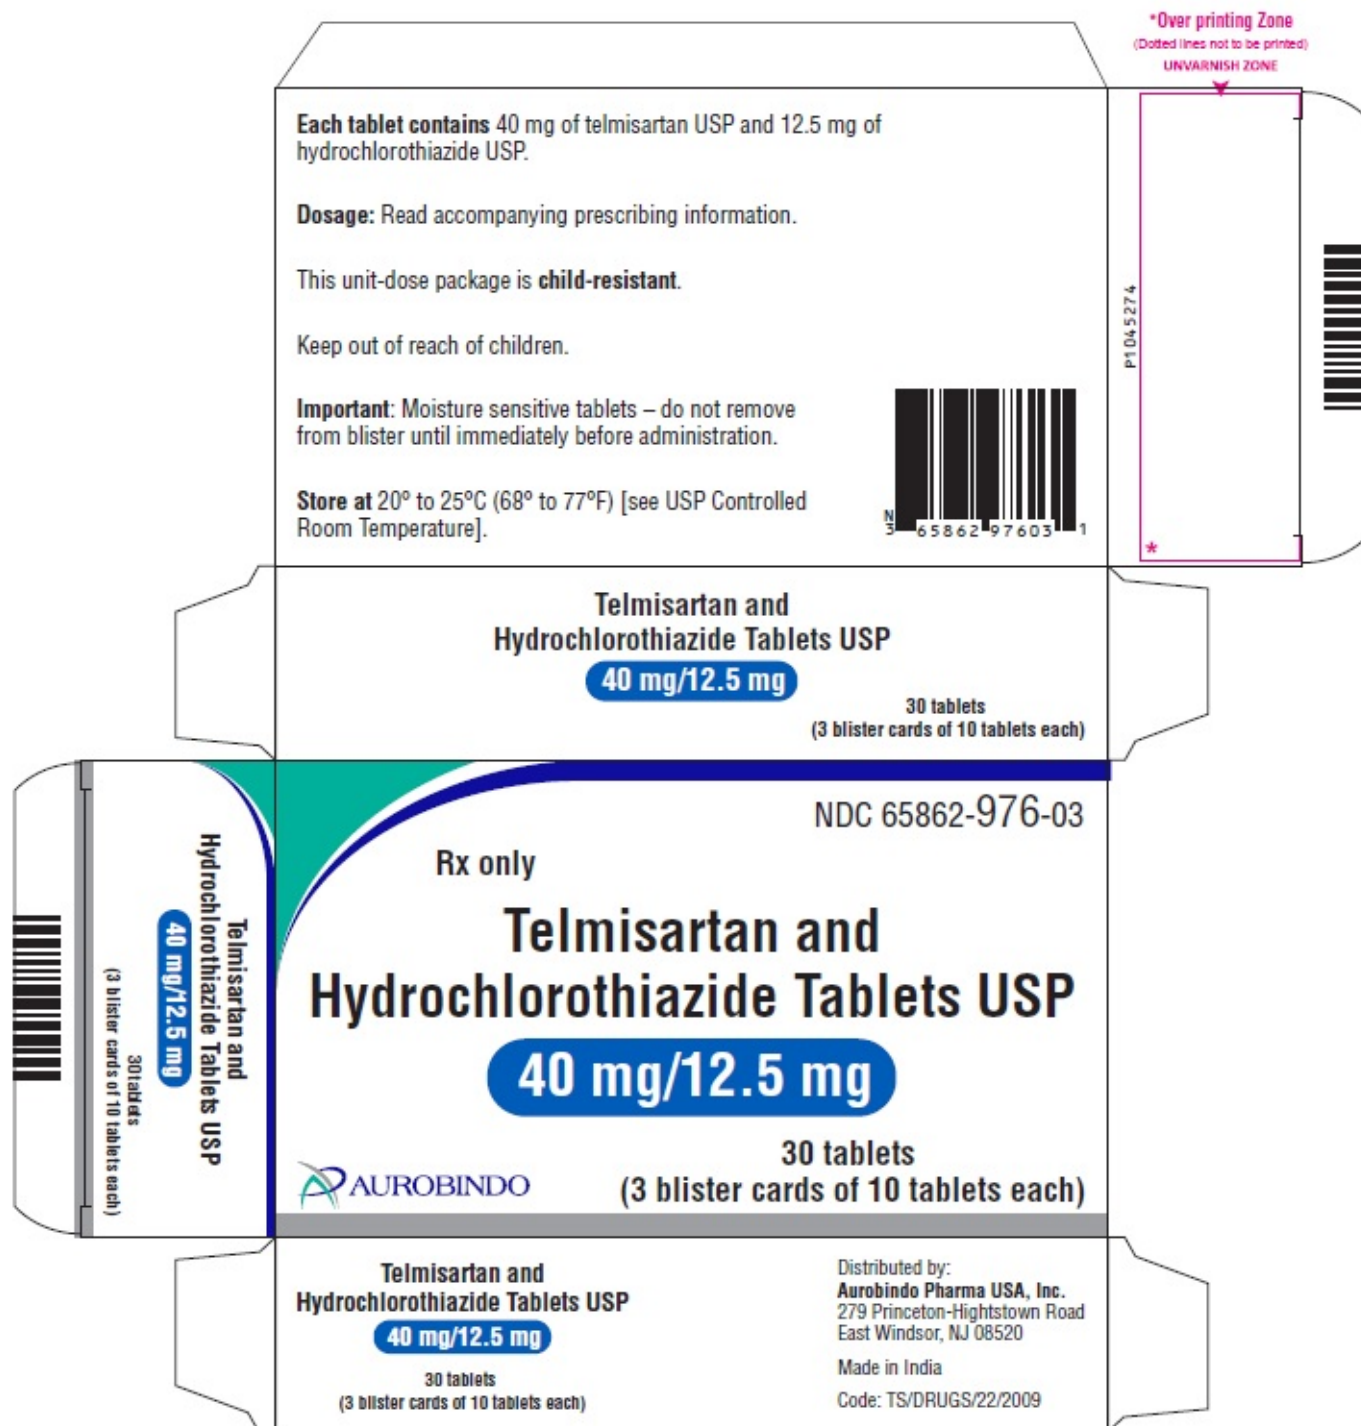 *Over printing Zone
(Dotted lines not to be printed)
UNVARNISH ZONE
Each tablet contains 40 mg of telmisartan USP and 12.5 mg of
hydrochlorothiazide USP.
Dosage: Read accompanying prescribing information.
This unit-dose package is child-resistant.
Keep out of reach of children.
Important: Moisture sensitive tablets – do not remove
from blister until immediately before administration.
Store at 20º to 25ºC (68º to 77ºF) [see USP Controlled
Room Temperature].
N
3 65862 97603 1
P1045274
*
Telmisartan and
Hydrochlorothiazide Tablets USP
40 mg/12.5 mg
30 tablets
(3 blister cards of 10 tablets each)
Telmisartan and
Hydrochlorothiazide Tablets USP
40 mg/12.5 mg
30 tablets
(3 blister cards of 10 tablets each)
NDC 65862-976-03
Rx only
Telmisartan and
Hydrochlorothiazide Tablets USP
40 mg/12.5 mg
30 tablets
(3 blister cards of 10 tablets each)
AUROBINDO
Telmisartan and
Hydrochlorothiazide Tablets USP
40 mg/12.5 mg
30 tablets
(3 blister cards of 10 tablets each)
Distributed by:
Aurobindo Pharma USA, Inc.
279 Princeton-Hightstown Road
East Windsor, NJ 08520
Made in India
Code: TS/DRUGS/22/2009